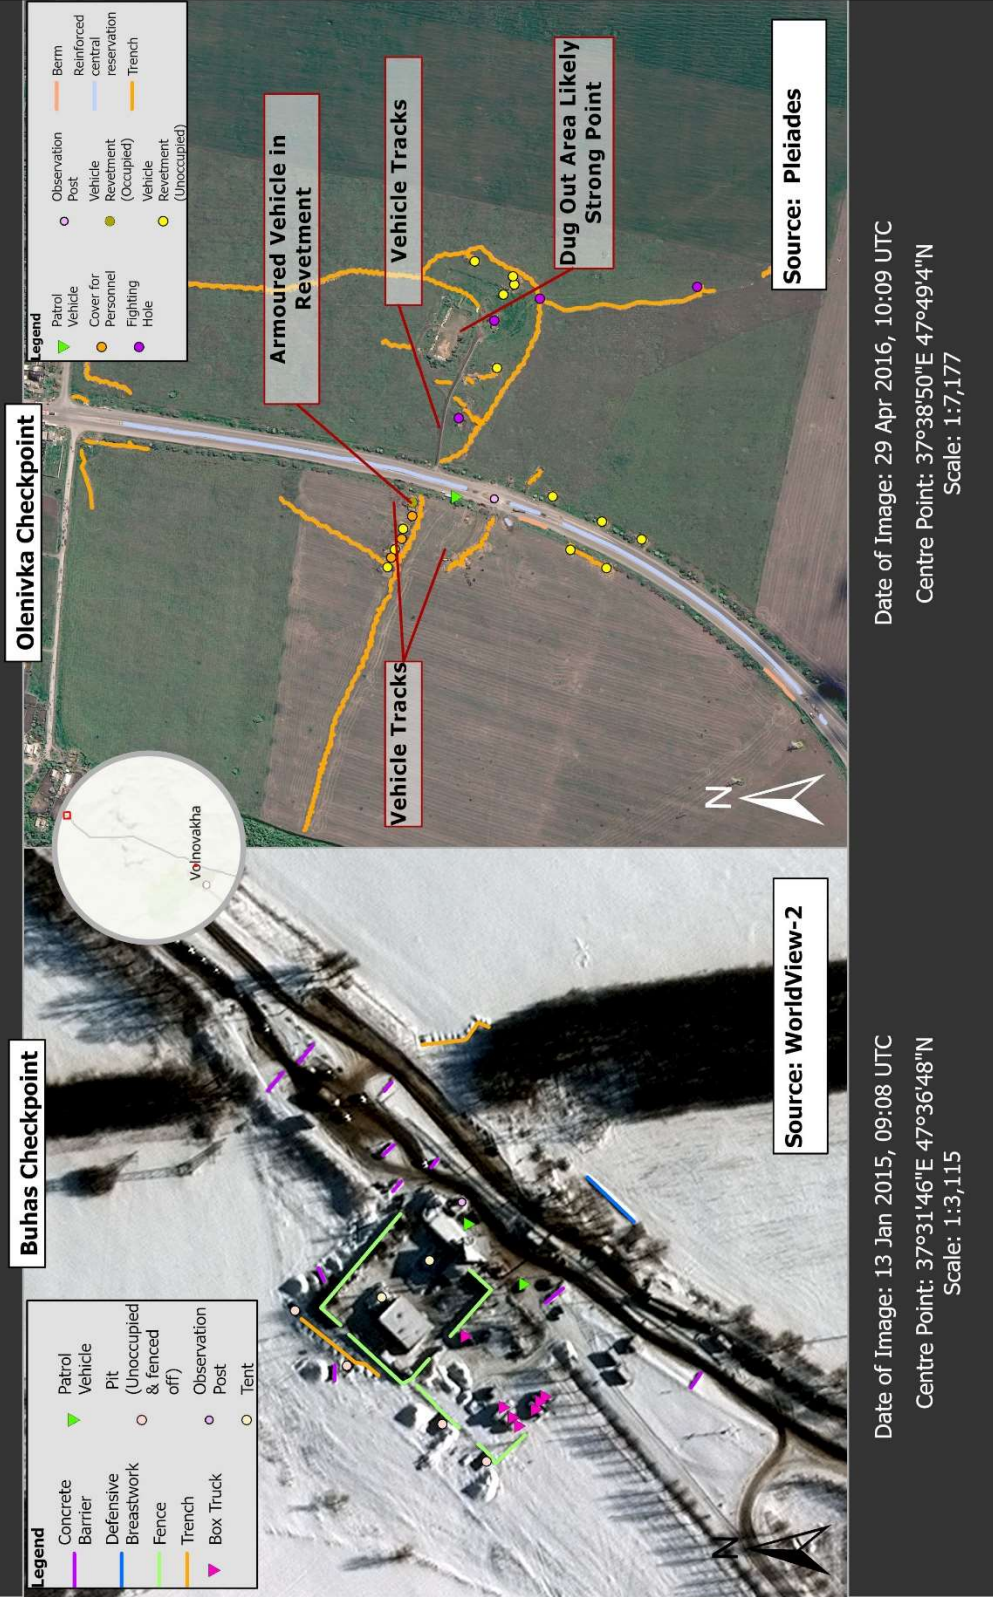 Buhas Checkpoint
Legend
Concrete
Barrier
Defensive
Breastwork
Fence
Trench
Box Truck
Patrol
Vehicle
Pit
(Unoccupied
& fenced
off)
Observation
Post
Tent
N
Source: WorldView-2
Date of Image: 13 Jan 2015, 09:08 UTC
Centre Point: 37°31'46"E 47°36'48"N
Scale: 1:3,115
Volnovakha
Olenivka Checkpoint
Legend
Patrol
Vehicle
Cover for
Personnel
Fighting
Hole
Observation
Post
Vehicle
Revetment
(Occupied)
Vehicle
Revetment
(Unoccupied)
Berm
Reinforced
central
reservation
Trench
Armoured Vehicle in
Revetment
Vehicle Tracks
Vehicle Tracks
Dug Out Area Likely
Strong Point
N
Source: Pleiades
Date of Image: 29 Apr 2016, 10:09 UTC
Centre Point: 37°38'50"E 47°49'4"N
Scale: 1:7,177